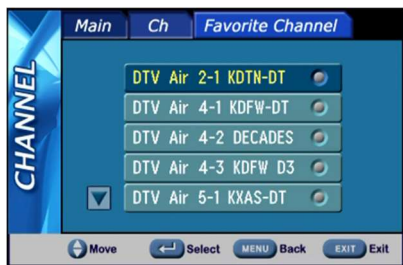 Main Ch Favorite Channel
CHANNEL
DTV Air 2-1 KDTN-DT
DTV Air 4-1 KDFW-DT
DTV Air 4-2 DECADES
DTV Air 4-3 KDFW D3
DTV Air 5-1 KXAS-DT
Move Select MENU Back EXIT Exit